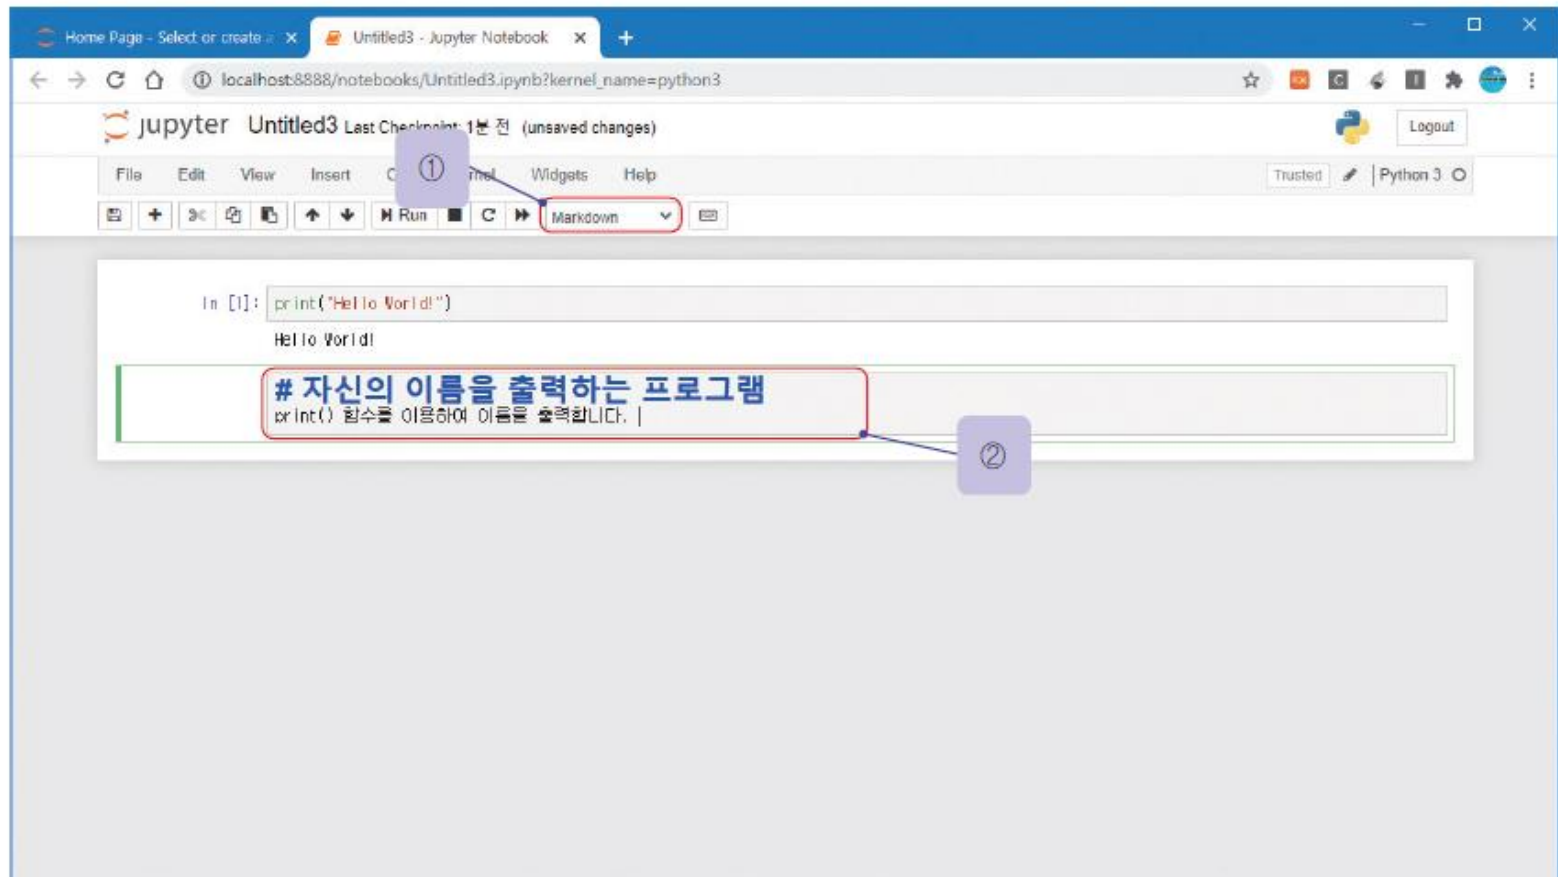 Home Page - Select or create a
Untitled3 - Jupyter Notebook
localhost:8888/notebooks/Untitled3.ipynb?kernel_name=python3
jupyter Untitled3 Last Checkpoint: 1분 전 (unsaved changes)
Logout
File Edit View Insert Widgets Help
Trusted Python 3
Run Markdown
①
In [1]: print("Hello World!")
Hello World!
# 자신의 이름을 출력하는 프로그램
print() 함수를 이용하여 이름을 출력합니다.
②